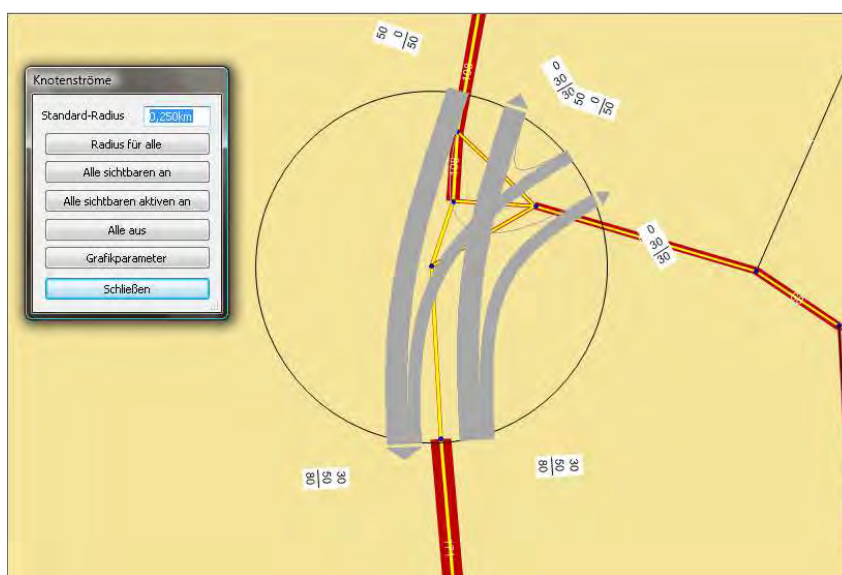 Knotenströme
Standard-Radius 0,250km
Radius für alle
Alle sichtbaren an
Alle sichtbaren aktiven an
Alle aus
Grafikparameter
Schließen
50
0
50
0
30
30
50
0
50
0
30
30
30
50
80
30
50
80
171